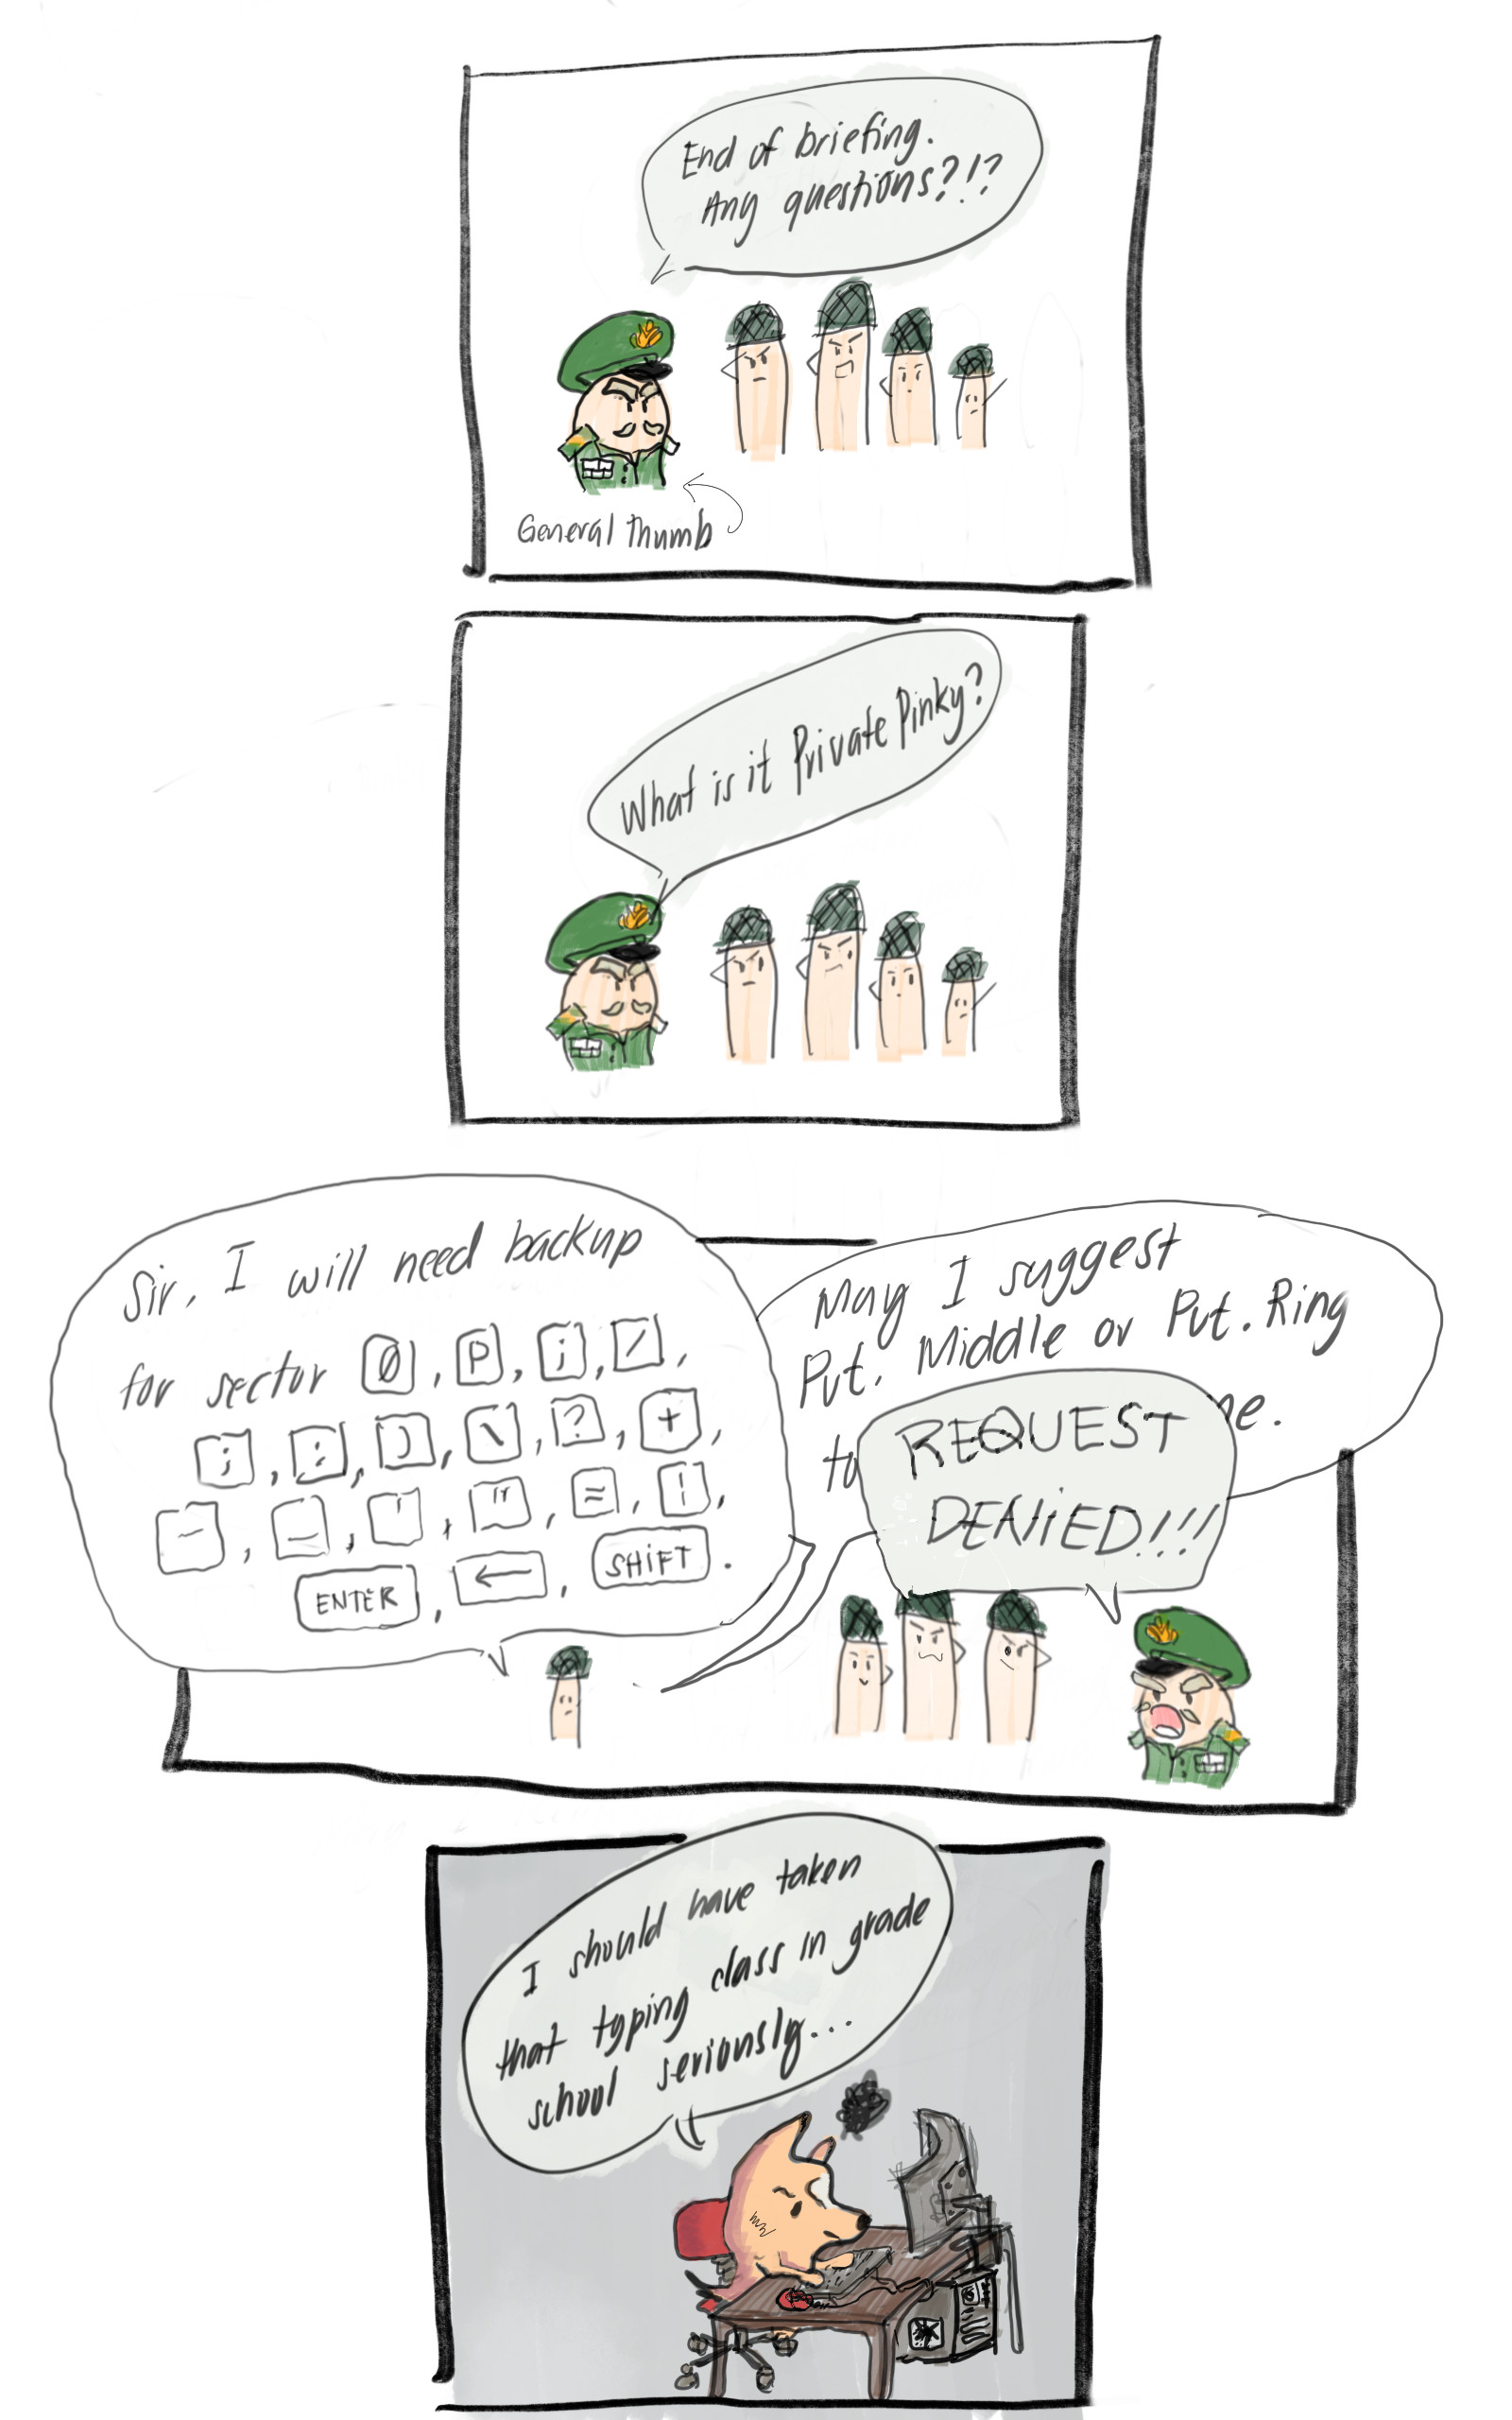 End of briefing.
Any questions?!?
General Thumb
What is it Private Pinky?
Sir, I will need backup
for sector 0, P, ; , /,
; , : , ) , \ , ? , + ,
- , _ , ' , " , = , | ,
ENTER , ← , SHIFT .
May I suggest
Pvt. Middle or Pvt. Ring
to
REQUEST
DENIED!!!
I should have taken
that typing class in grade
school seriously...